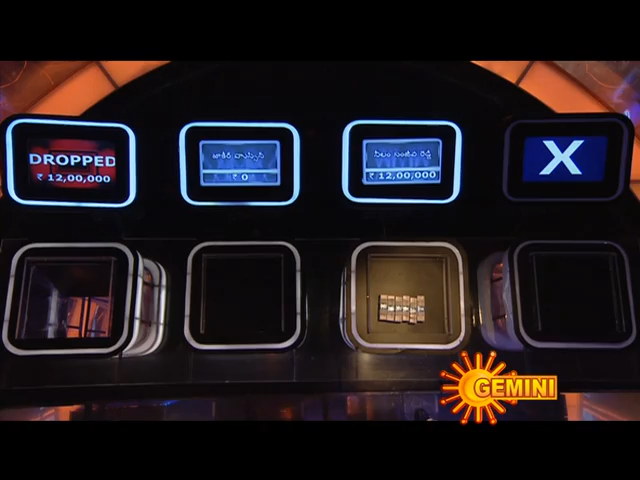 DROPPED
₹ 12,00,000
జాకీర్ హుస్సేన్
₹ 0
నీలం సంజీవ రెడ్డి
₹ 12,00,000
X
GEMINI